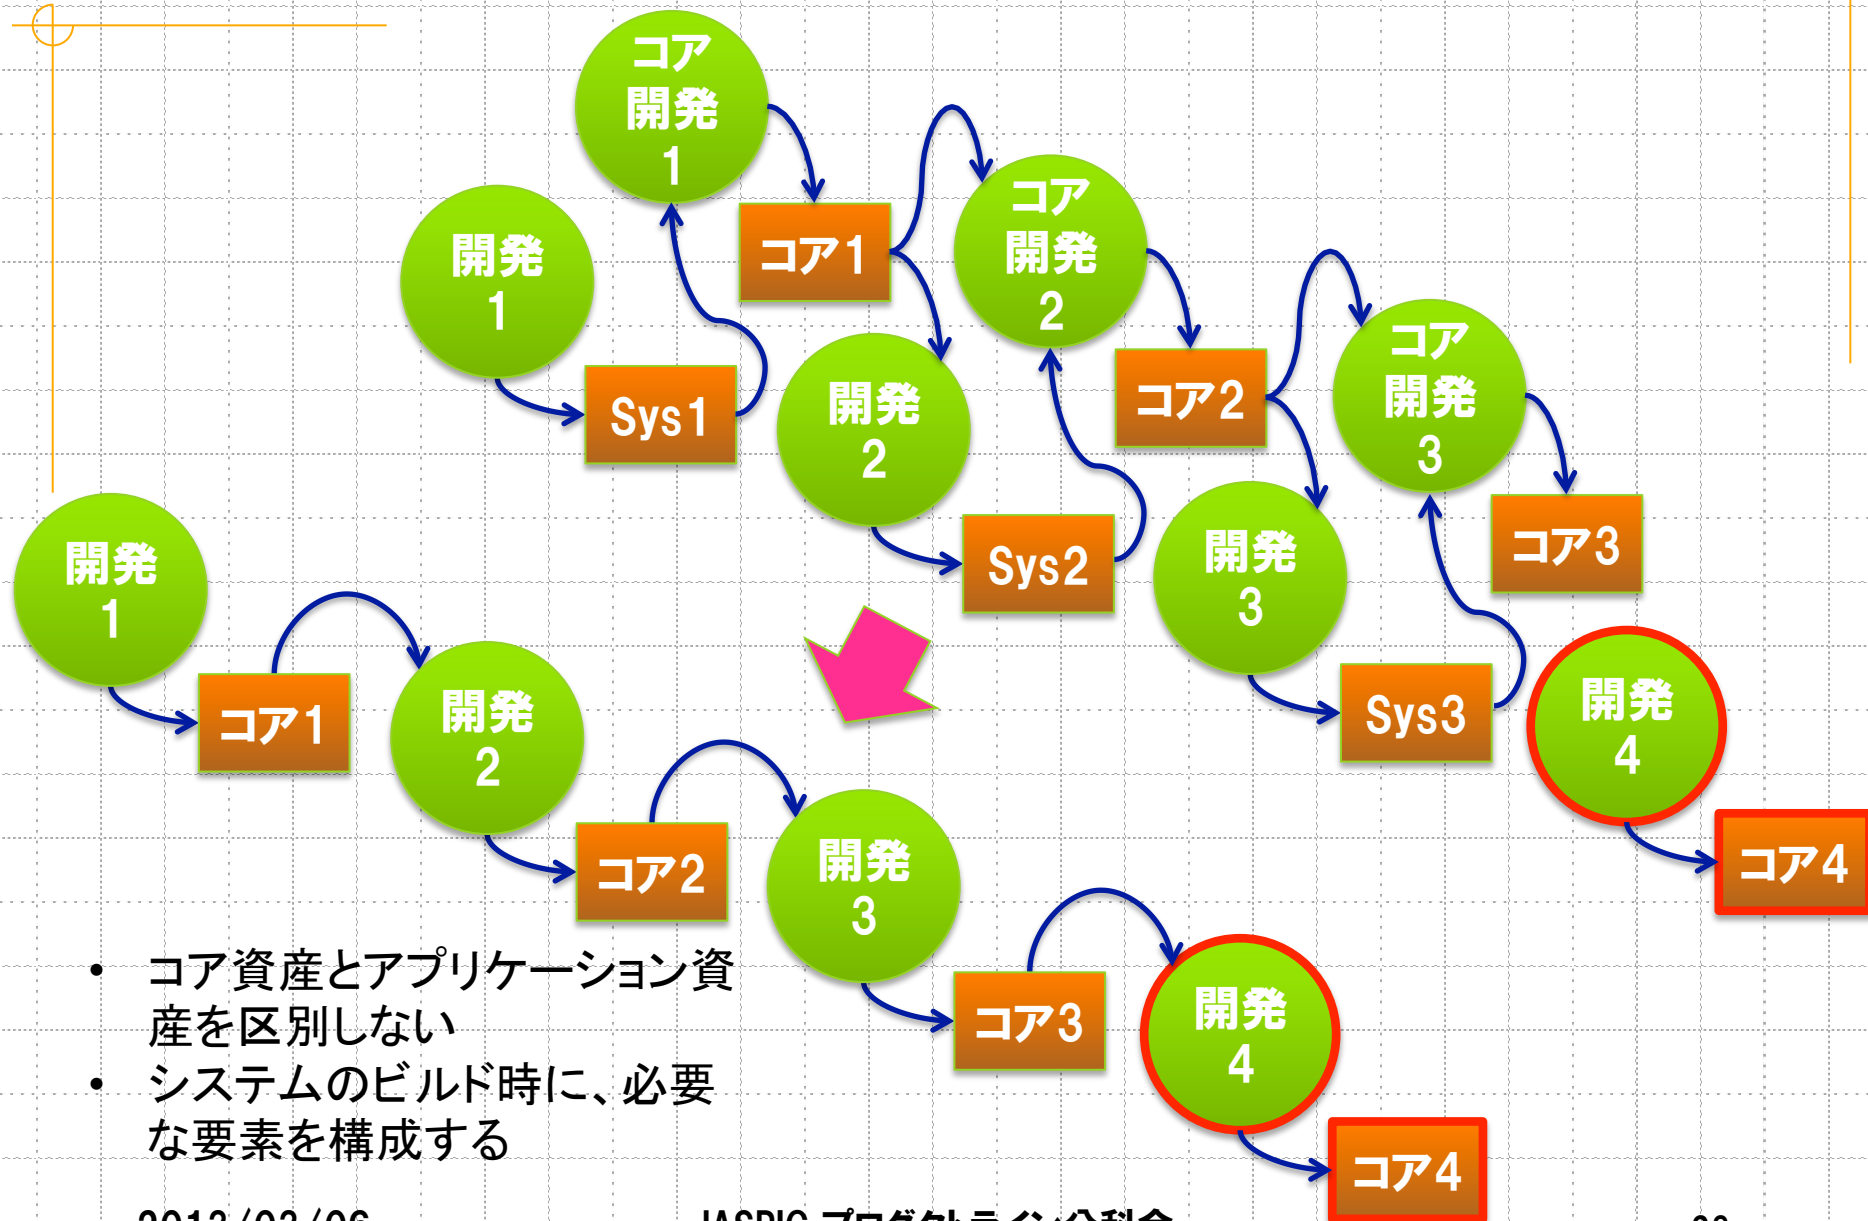 コア
開発
1
開発
1
コア1
Sys1
コア
開発
2
開発
2
コア2
Sys2
コア
開発
3
開発
3
コア3
Sys3
開発
4
コア4
開発
1
コア1
開発
2
コア2
開発
3
コア3
開発
4
コア4
• コア資産とアプリケーション資
産を区別しない
• システムのビルド時に、必要
な要素を構成する